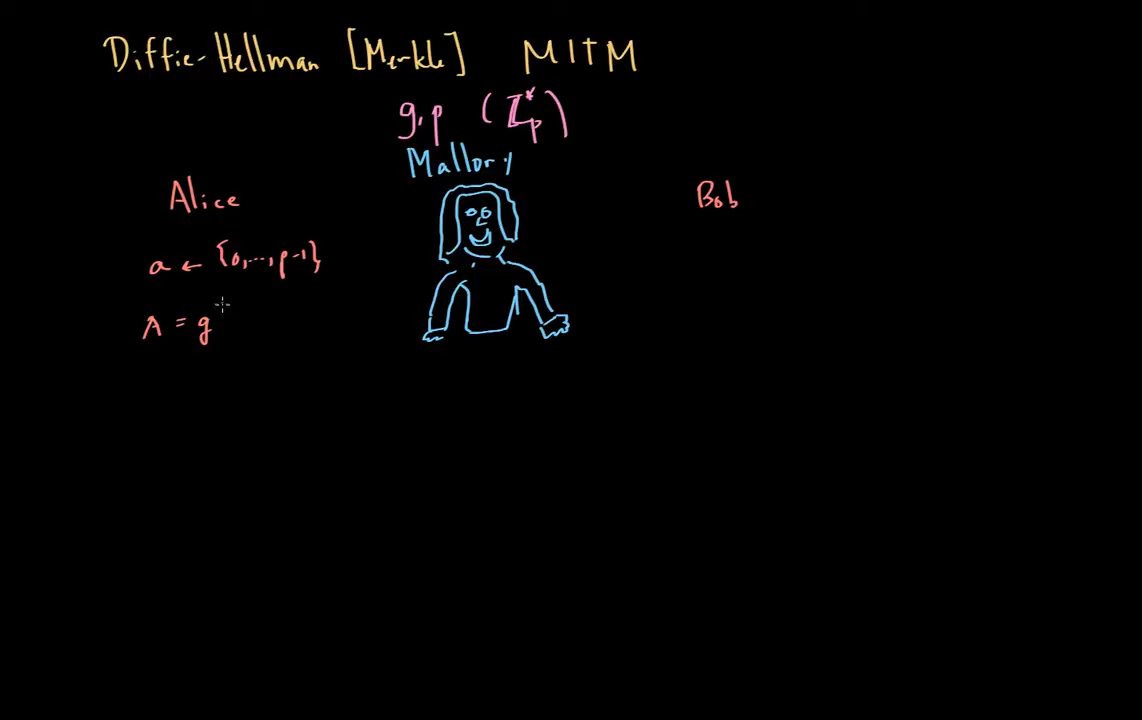 Diffie-Hellman [Merkle] MITM
g, p (ℤ*ₚ)
Mallory
Alice
Bob
a ← {0, ..., p-1}
A = g